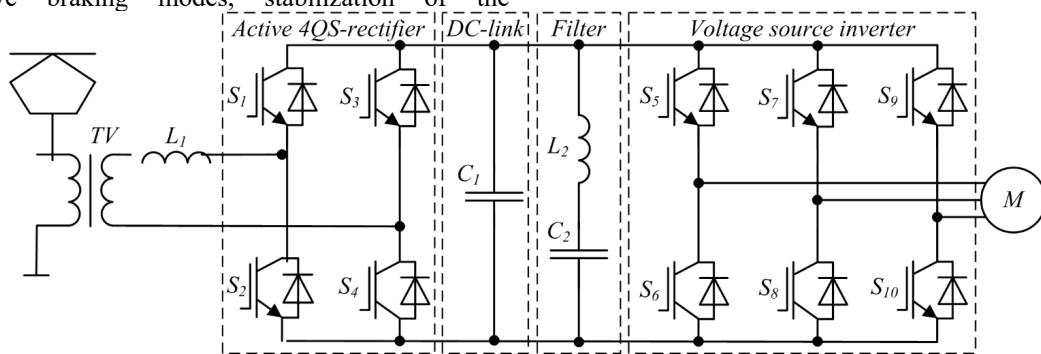 ve braking modes, stabilization of the
Active 4QS-rectifier DC-link Filter Voltage source inverter
S1 S3 S5 S7 S9
TV L1 L2
C1 M
C2
S2 S4 S6 S8 S10